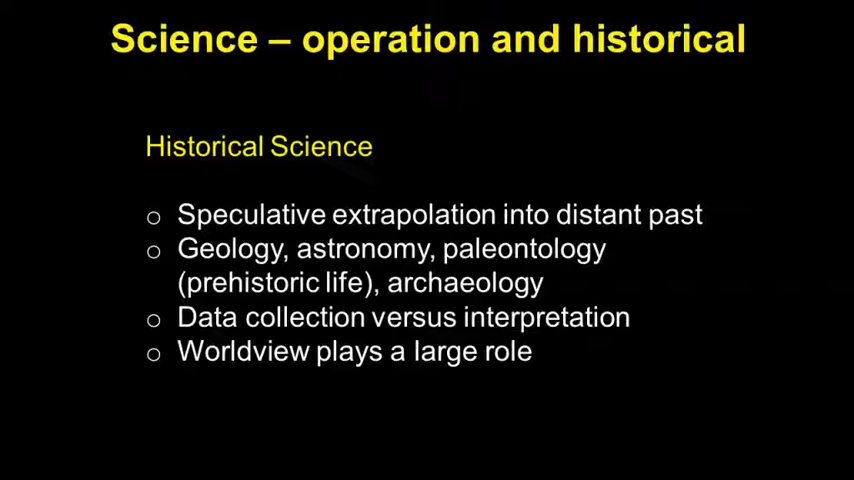 Science – operation and historical
Historical Science
o Speculative extrapolation into distant past
o Geology, astronomy, paleontology
(prehistoric life), archaeology
o Data collection versus interpretation
o Worldview plays a large role